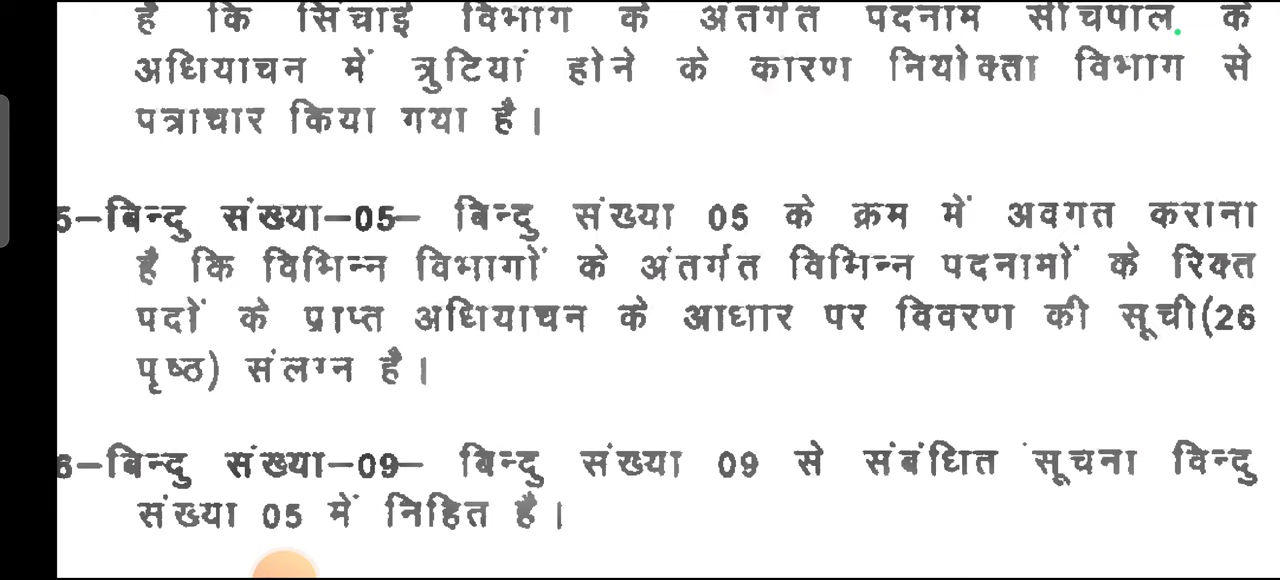 है कि सिंचाई विभाग के अंतर्गत पदनाम सींचपाल के
अधियाचन में त्रुटियां होने के कारण नियोक्ता विभाग से
पत्राचार किया गया है।
5–बिन्दु संख्या–05– बिन्दु संख्या 05 के क्रम में अवगत कराना
है कि विभिन्न विभागों के अंतर्गत विभिन्न पदनामों के रिक्त
पदों के प्राप्त अधियाचन के आधार पर विवरण की सूची(26
पृष्ठ) संलग्न है।
6–बिन्दु संख्या–09– बिन्दु संख्या 09 से संबंधित सूचना विन्दु
संख्या 05 में निहित है।